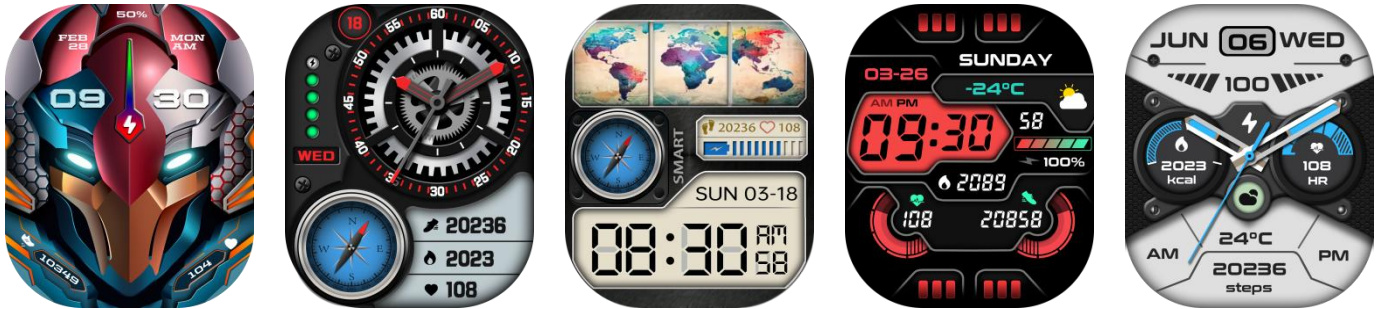 50%
FEB
28
MON
AM
09 30
10349
104
18
60
05
10
15
20
25
30
35
40
45
50
55
WED
N
E
S
W
20236
2023
108
N
E
S
W
SMART
20236 108
SUN 03-18
08:30 AM
58
SUNDAY
03-26
-24°C
AM PM
09:30
58
100%
2089
108
20858
JUN 06 WED
100
2023
kcal
108
HR
24°C
AM
PM
20236
steps